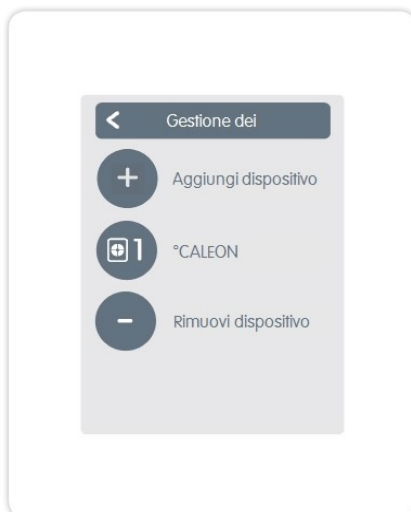 Gestione dei
Aggiungi dispositivo
1
°CALEON
Rimuovi dispositivo